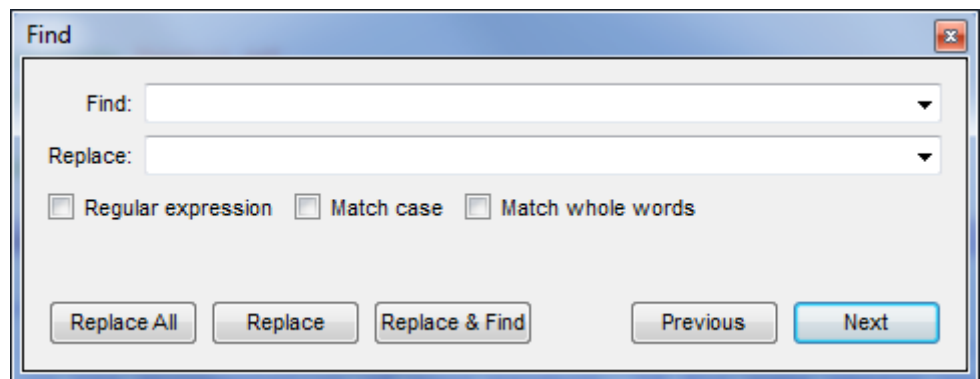 Find
Find:
Replace:
Regular expression Match case Match whole words
Replace All Replace Replace & Find Previous Next